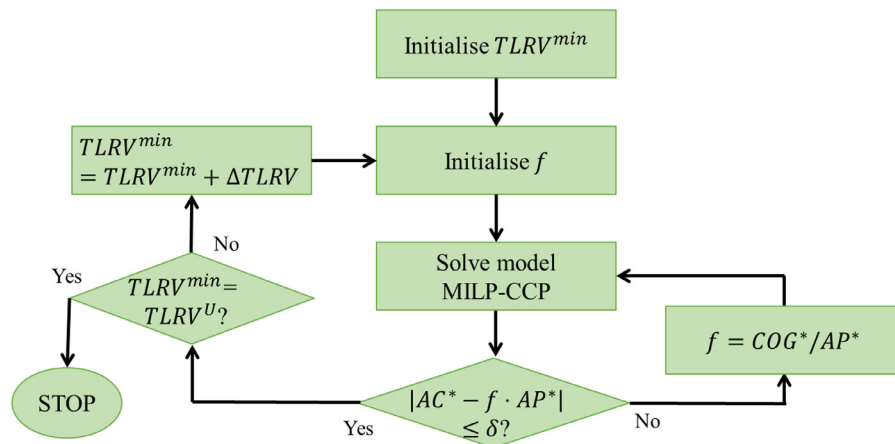 Initialise TLRV^min
TLRV^min
= TLRV^min + ΔTLRV
Initialise f
No
Solve model
MILP-CCP
Yes
TLRV^min =
TLRV^U?
f = COG*/AP*
STOP
Yes
|AC* − f · AP*|
≤ δ?
No